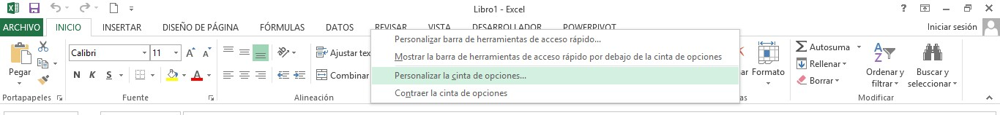 Libro1 - Excel
ARCHIVO INICIO INSERTAR DISEÑO DE PÁGINA FÓRMULAS DATOS REVISAR VISTA DESARROLLADOR POWERPIVOT Iniciar sesión
Personalizar barra de herramientas de acceso rápido...
Mostrar la barra de herramientas de acceso rápido por debajo de la cinta de opciones
Personalizar la cinta de opciones...
Contraer la cinta de opciones
Pegar
Calibri 11 A A
N K S A
Ajustar tex
Combinar
Formato
Autosuma
Rellenar
Borrar
Ordenar y
filtrar
Buscar y
seleccionar
Portapapeles Fuente Alineación as Modificar